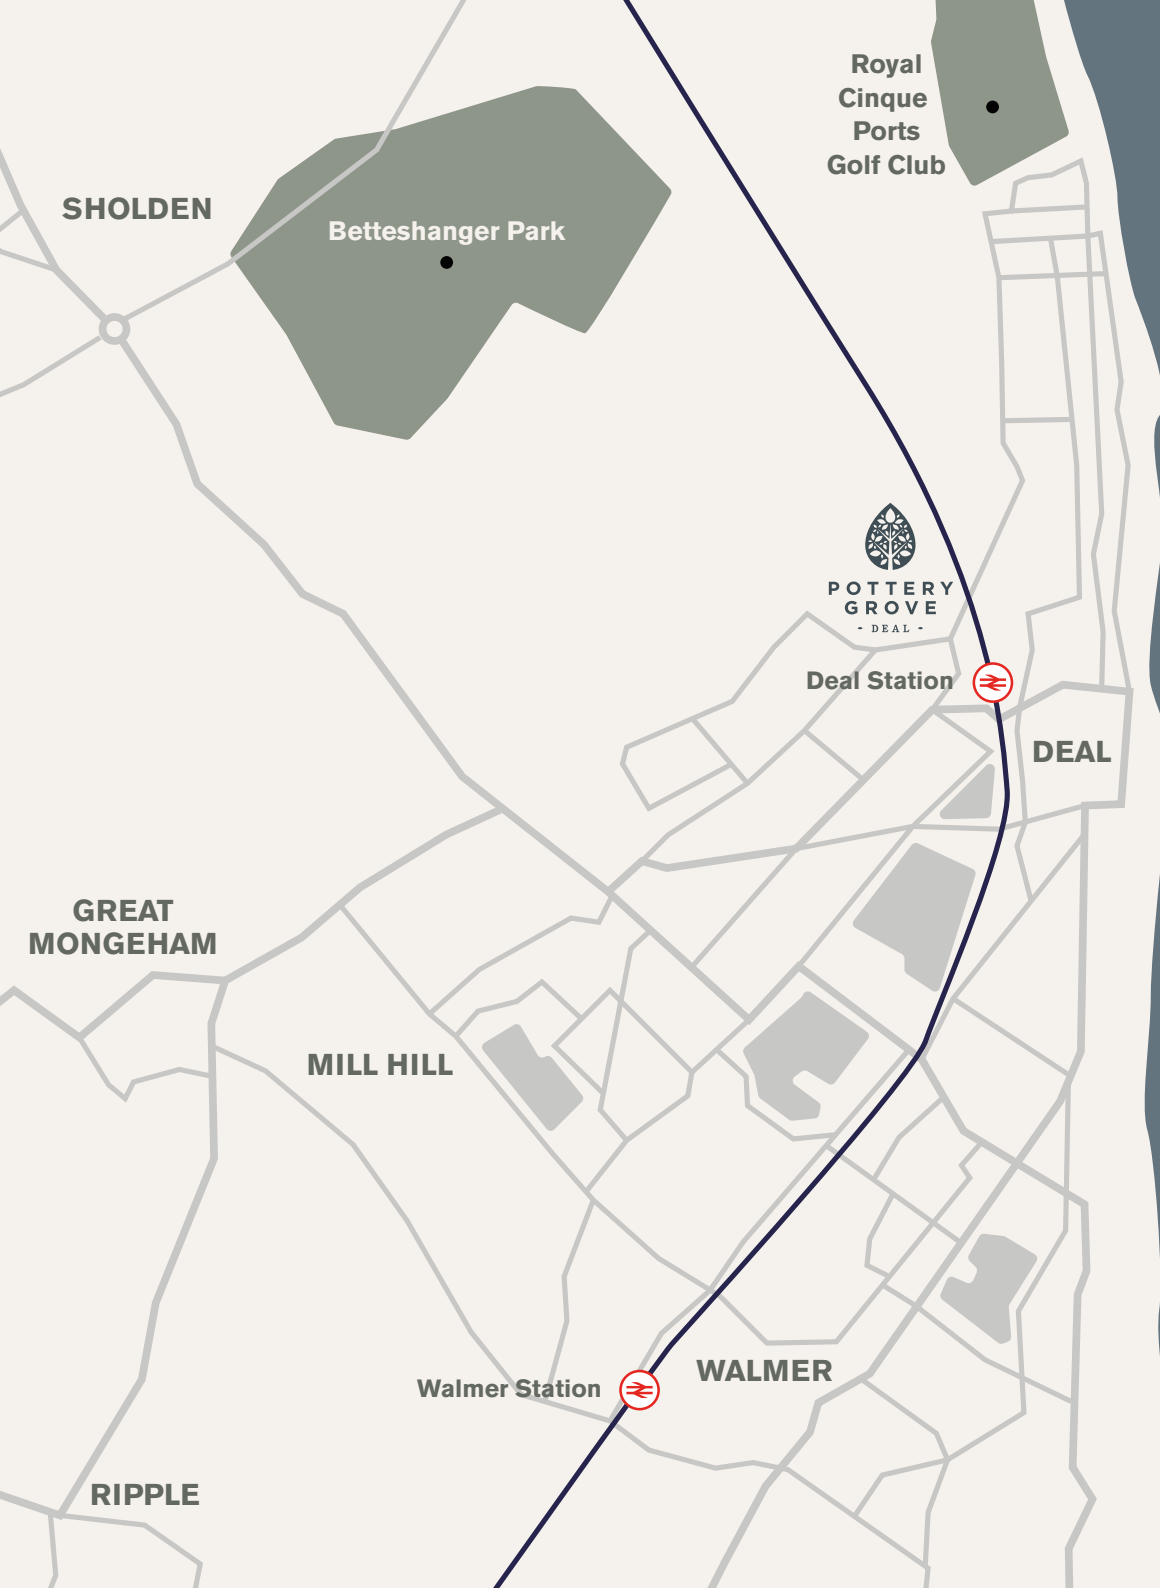 Royal
Cinque
Ports
Golf Club
SHOLDEN
Betteshanger Park
POTTERY
GROVE
- DEAL -
Deal Station
DEAL
GREAT
MONGEHAM
MILL HILL
WALMER
Walmer Station
RIPPLE